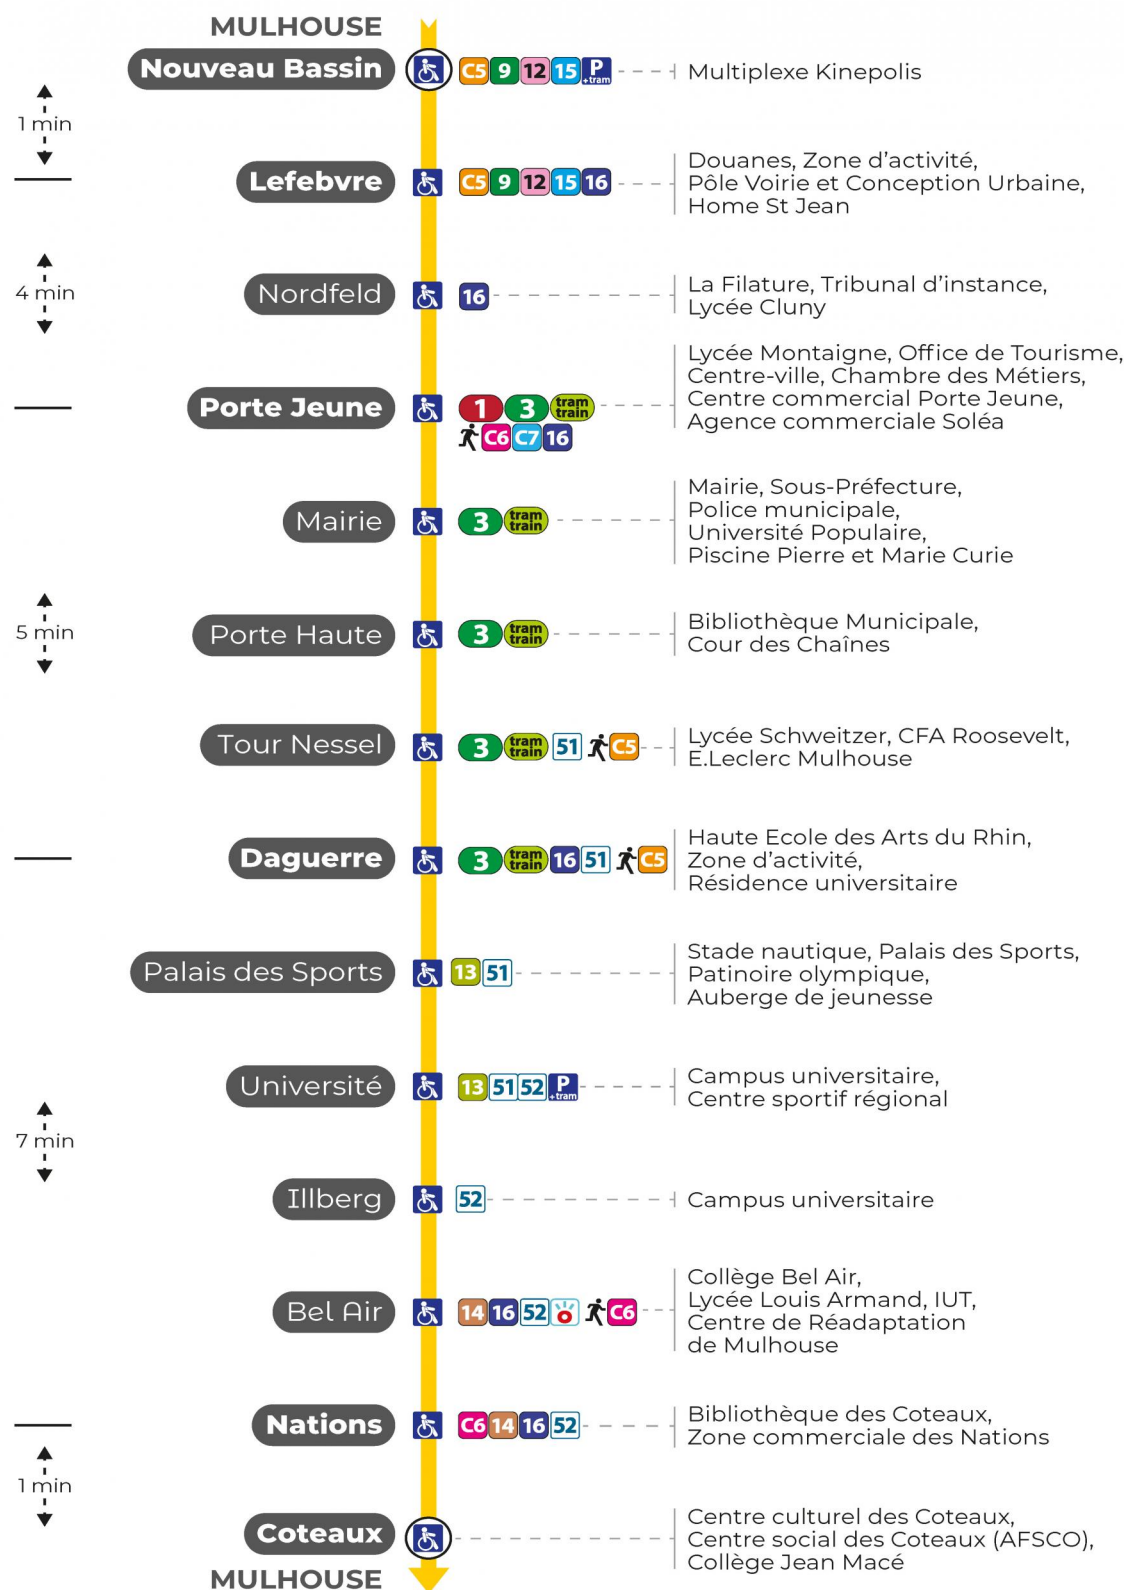 MULHOUSE
Nouveau Bassin C5 9 12 15 P +tram Multiplexe Kinepolis
1 min
Lefebvre C5 9 12 15 16 Douanes, Zone d'activité,
Pôle Voirie et Conception Urbaine,
Home St Jean
4 min
Nordfeld 16 La Filature, Tribunal d'instance,
Lycée Cluny
Porte Jeune 1 3 tram train Lycée Montaigne, Office de Tourisme,
Centre-ville, Chambre des Métiers,
Centre commercial Porte Jeune,
C6 C7 16 Agence commerciale Soléa
Mairie 3 tram train Mairie, Sous-Préfecture,
Police municipale,
Université Populaire,
Piscine Pierre et Marie Curie
5 min
Porte Haute 3 tram train Bibliothèque Municipale,
Cour des Chaînes
Tour Nessel 3 tram train 51 C5 Lycée Schweitzer, CFA Roosevelt,
E.Leclerc Mulhouse
Daguerre 3 tram train 16 51 C5 Haute Ecole des Arts du Rhin,
Zone d'activité,
Résidence universitaire
Palais des Sports 13 51 Stade nautique, Palais des Sports,
Patinoire olympique,
Auberge de jeunesse
Université 13 51 52 P +tram Campus universitaire,
Centre sportif régional
7 min
Illberg 52 Campus universitaire
Bel Air 14 16 52 C6 Collège Bel Air,
Lycée Louis Armand, IUT,
Centre de Réadaptation
de Mulhouse
Nations C6 14 16 52 Bibliothèque des Coteaux,
Zone commerciale des Nations
1 min
Coteaux Centre culturel des Coteaux,
Centre social des Coteaux (AFSCO),
Collège Jean Macé
MULHOUSE